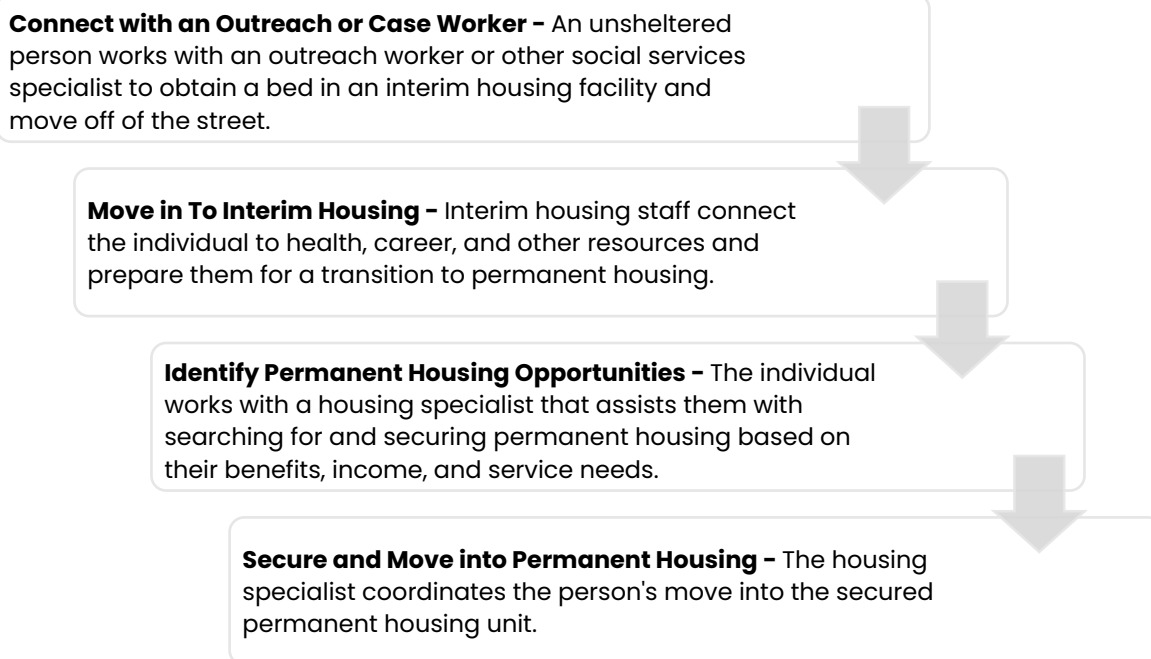 Connect with an Outreach or Case Worker - An unsheltered
person works with an outreach worker or other social services
specialist to obtain a bed in an interim housing facility and
move off of the street.
Move in To Interim Housing - Interim housing staff connect
the individual to health, career, and other resources and
prepare them for a transition to permanent housing.
Identify Permanent Housing Opportunities - The individual
works with a housing specialist that assists them with
searching for and securing permanent housing based on
their benefits, income, and service needs.
Secure and Move into Permanent Housing - The housing
specialist coordinates the person's move into the secured
permanent housing unit.